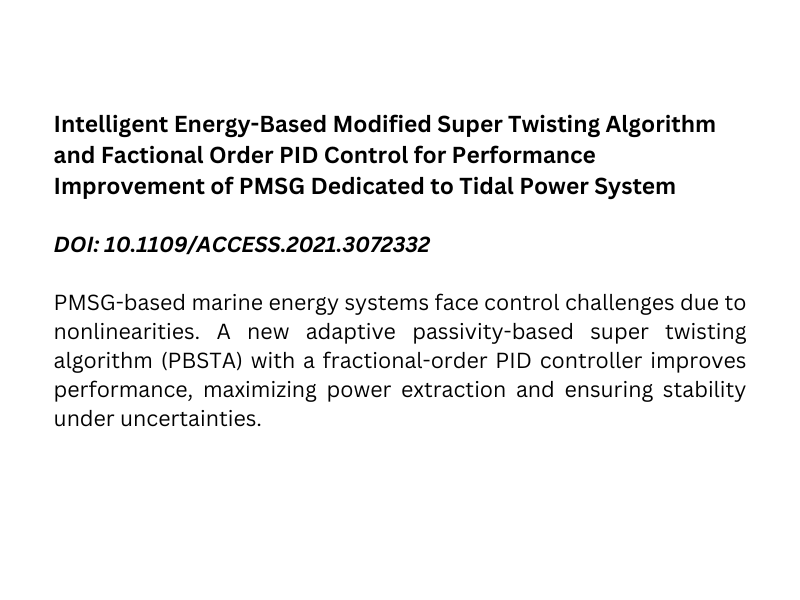 Intelligent Energy-Based Modified Super Twisting Algorithm
and Factional Order PID Control for Performance
Improvement of PMSG Dedicated to Tidal Power System
DOI: 10.1109/ACCESS.2021.3072332
PMSG-based marine energy systems face control challenges due to
nonlinearities. A new adaptive passivity-based super twisting
algorithm (PBSTA) with a fractional-order PID controller improves
performance, maximizing power extraction and ensuring stability
under uncertainties.